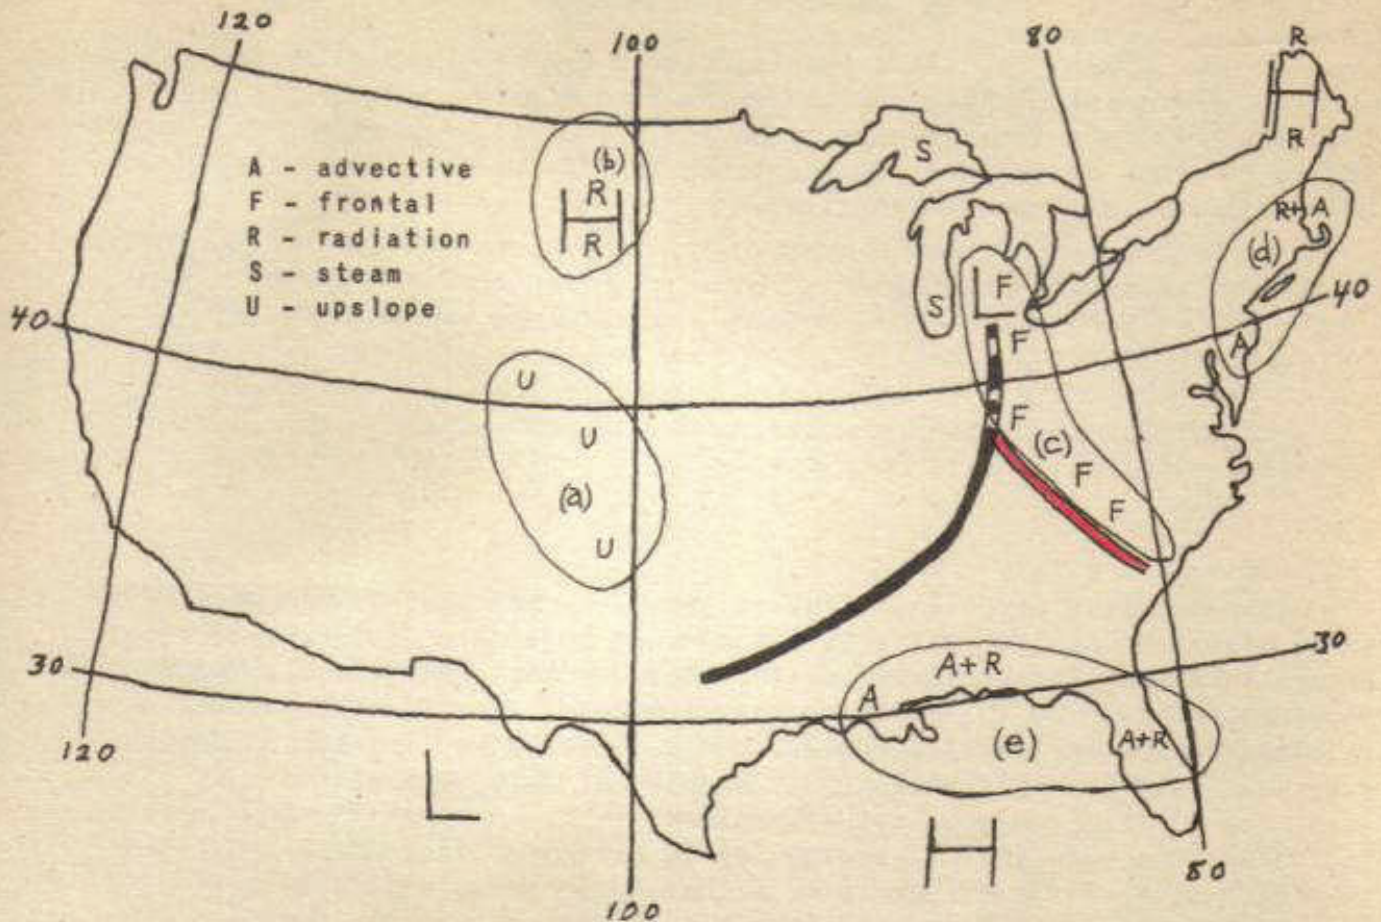 120
100
80
R
H
R
A - advective
F - frontal
R - radiation
S - steam
U - upslope
(b)
R
H
R
S
R+A
(d)
L F
S
40
40
F
A
U
F
U
(c)
F
(a)
F
U
30
A+R
30
A
(e)
A+R
120
L
H
80
100